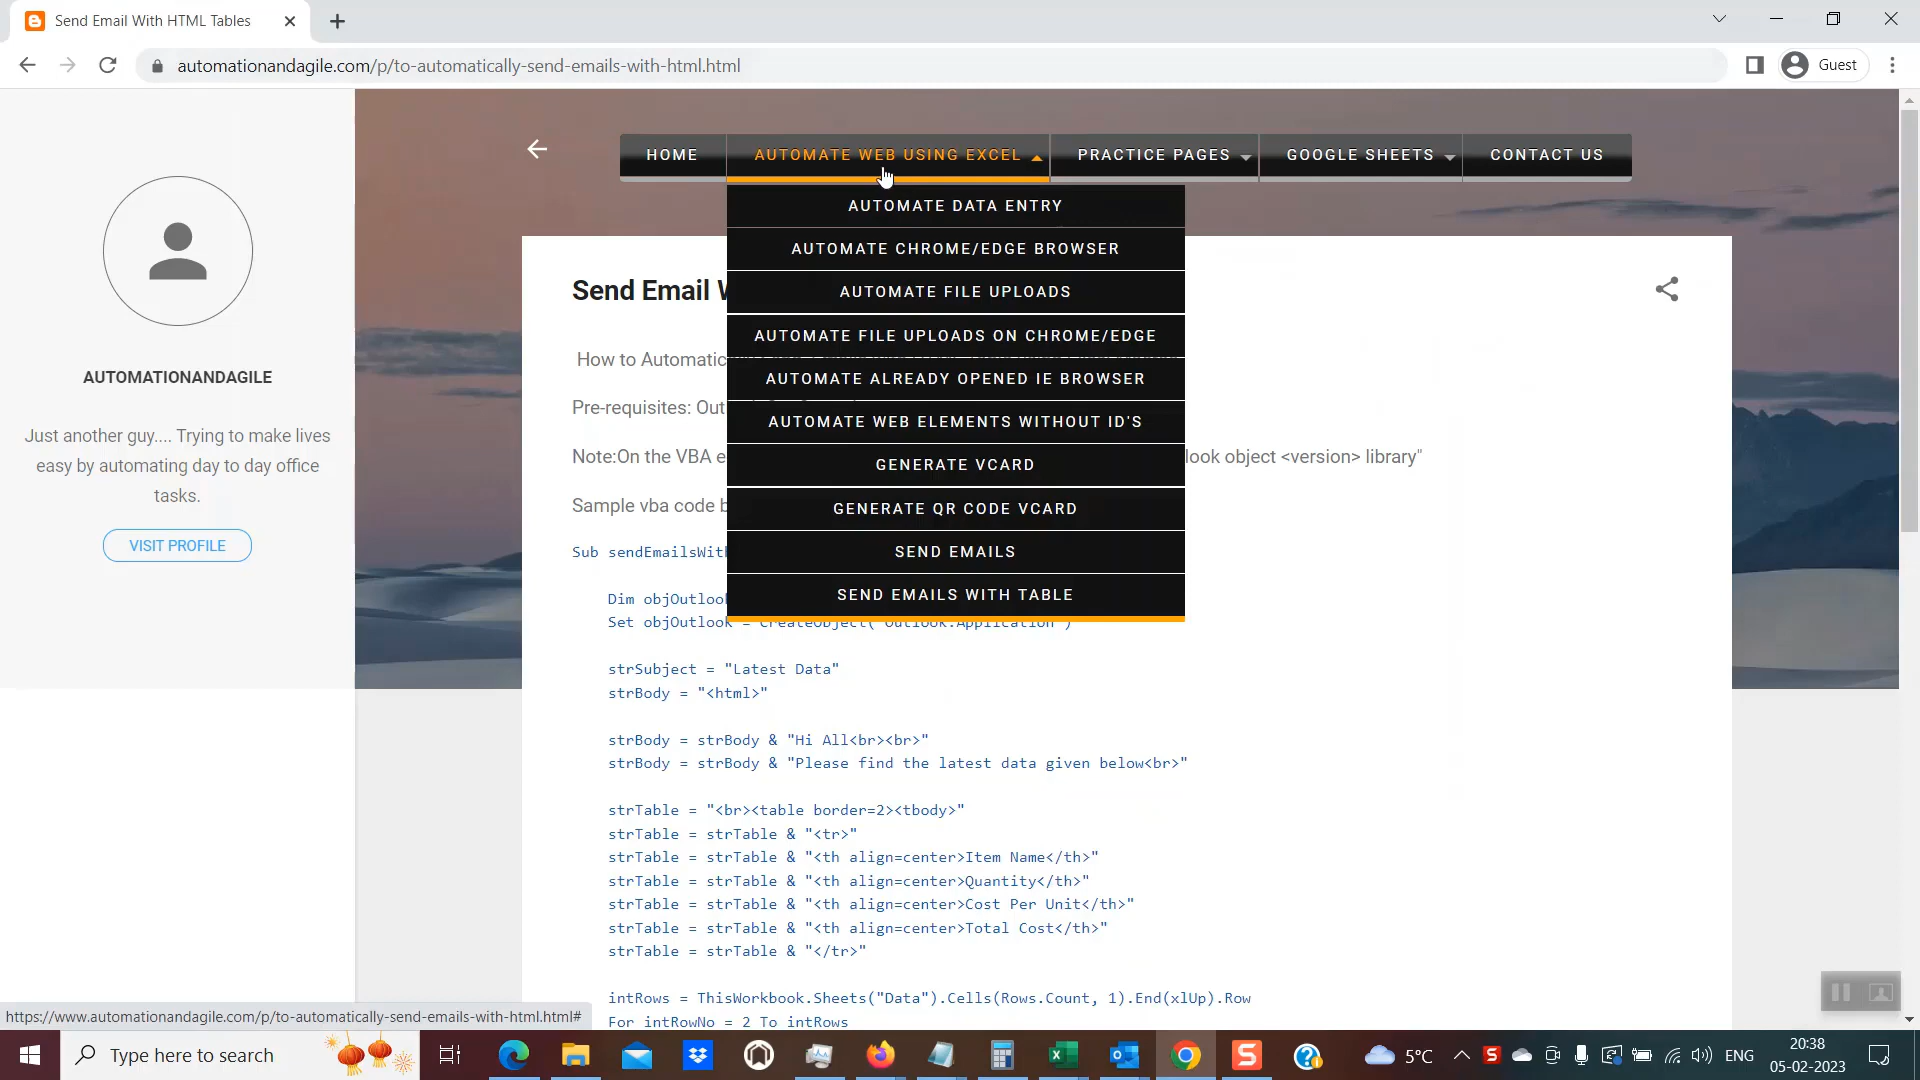 Send Email With HTML Tables
automationandagile.com/p/to-automatically-send-emails-with-html.html
Guest
HOME
AUTOMATE WEB USING EXCEL
PRACTICE PAGES
GOOGLE SHEETS
CONTACT US
AUTOMATE DATA ENTRY
AUTOMATE CHROME/EDGE BROWSER
AUTOMATE FILE UPLOADS
AUTOMATE FILE UPLOADS ON CHROME/EDGE
AUTOMATE ALREADY OPENED IE BROWSER
AUTOMATE WEB ELEMENTS WITHOUT ID'S
GENERATE VCARD
GENERATE QR CODE VCARD
SEND EMAILS
SEND EMAILS WITH TABLE
AUTOMATIONANDAGILE
Just another guy.... Trying to make lives
easy by automating day to day office
tasks.
VISIT PROFILE
Send Email
How to Automatic
Pre-requisites: Out
Note:On the VBA e look object <version> library"
Sample vba code b
Sub sendEmailsWith
Dim objOutlook
Set objOutlook = CreateObject("Outlook.Application")
strSubject = "Latest Data"
strBody = "<html>"
strBody = strBody & "Hi All<br><br>"
strBody = strBody & "Please find the latest data given below<br>"
strTable = "<br><table border=2><tbody>"
strTable = strTable & "<tr>"
strTable = strTable & "<th align=center>Item Name</th>"
strTable = strTable & "<th align=center>Quantity</th>"
strTable = strTable & "<th align=center>Cost Per Unit</th>"
strTable = strTable & "<th align=center>Total Cost</th>"
strTable = strTable & "</tr>"
intRows = ThisWorkbook.Sheets("Data").Cells(Rows.Count, 1).End(xlUp).Row
For intRowNo = 2 To intRows
https://www.automationandagile.com/p/to-automatically-send-emails-with-html.html#
Type here to search
5°C
ENG
20:38
05-02-2023